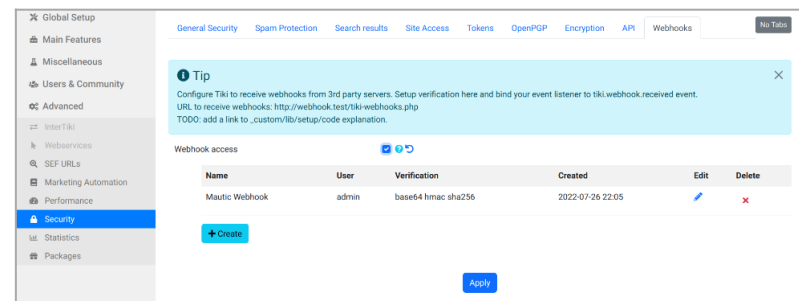 Global Setup
Main Features
Miscellaneous
Users & Community
Advanced
InterTiki
Webservices
SEF URLs
Marketing Automation
Performance
Security
Statistics
Packages
General Security Spam Protection Search results Site Access Tokens OpenPGP Encryption API Webhooks No Tabs
Tip
Configure Tiki to receive webhooks from 3rd party servers. Setup verification here and bind your event listener to tiki.webhook.received event.
URL to receive webhooks: http://webhook.test/tiki-webhooks.php
TODO: add a link to _custom/lib/setup/code explanation.
Webhook access
Name User Verification Created Edit Delete
Mautic Webhook admin base64 hmac sha256 2022-07-26 22:05
+ Create
Apply